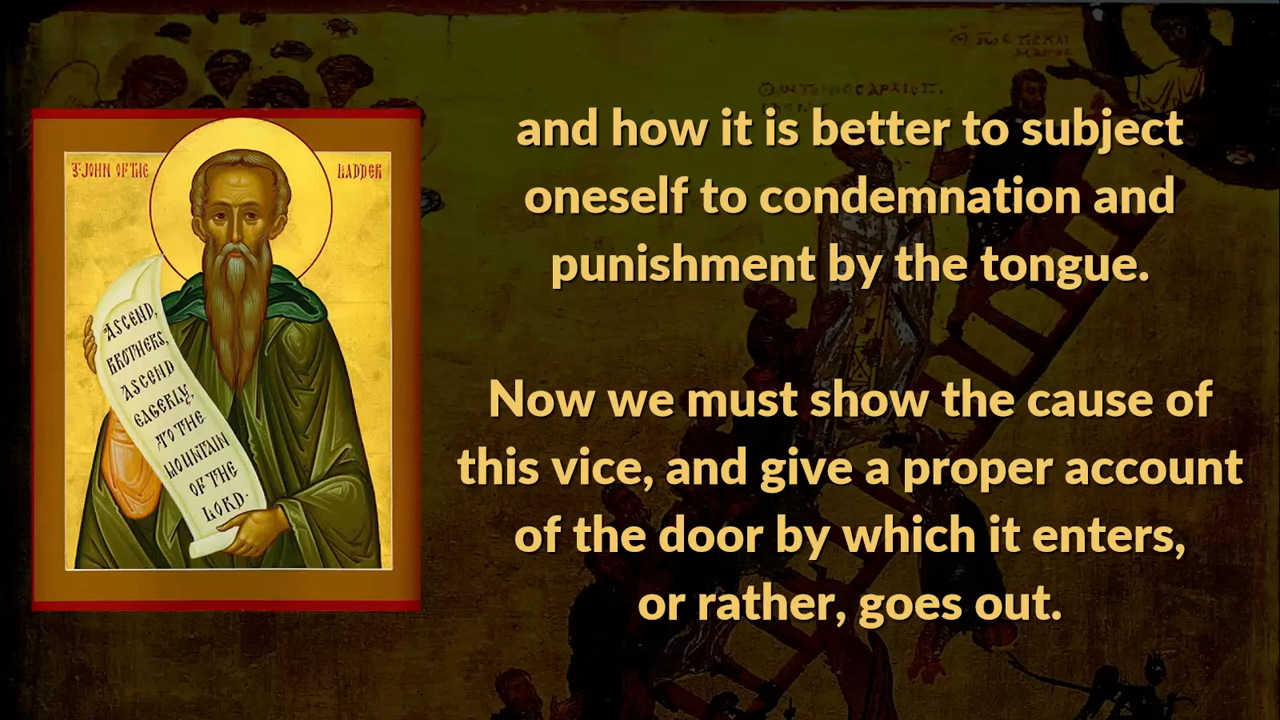 St JOHN OF THE LADDER
ASCEND,
BROTHERS,
ASCEND
EAGERLY,
TO THE
MOUNTAIN
OF THE
LORD.
and how it is better to subject
oneself to condemnation and
punishment by the tongue.
Now we must show the cause of
this vice, and give a proper account
of the door by which it enters,
or rather, goes out.